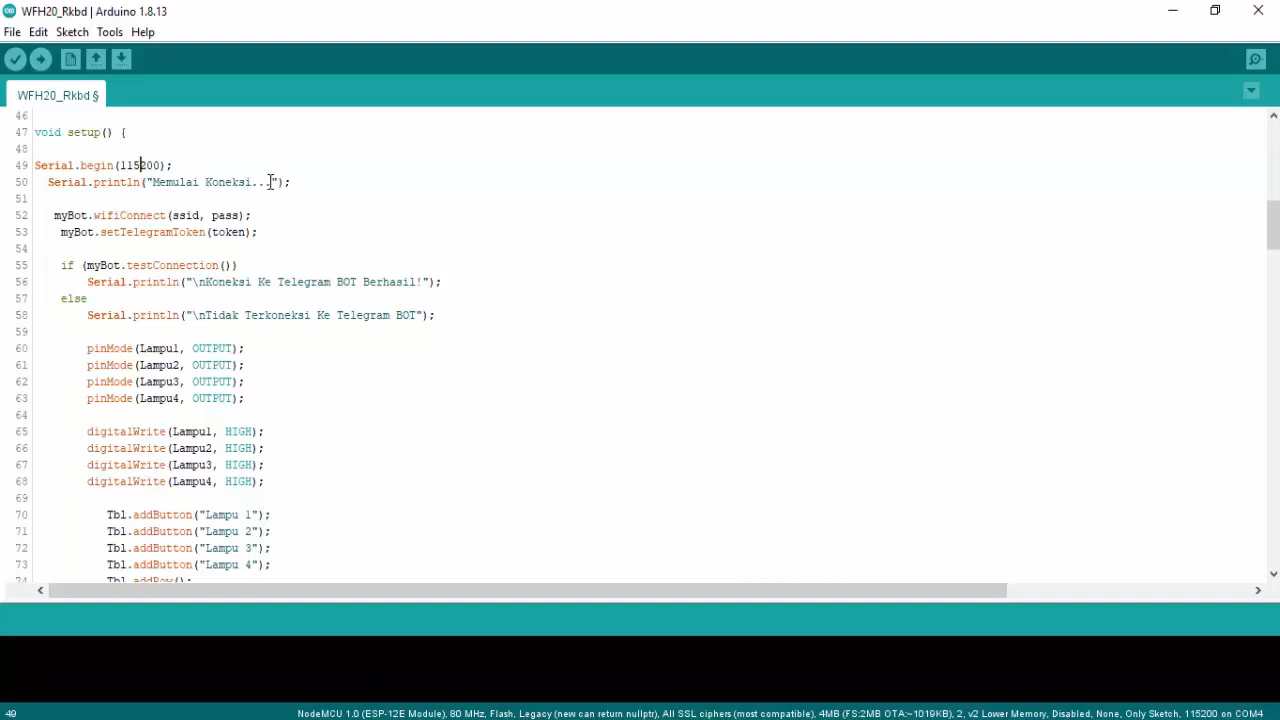 WFH20_Rkbd | Arduino 1.8.13
File Edit Sketch Tools Help
WFH20_Rkbd §
46
47 void setup() {
48
49 Serial.begin(115200);
50 Serial.println("Memulai Koneksi...");
51
52 myBot.wifiConnect(ssid, pass);
53 myBot.setTelegramToken(token);
54
55 if (myBot.testConnection())
56 Serial.println("\nKoneksi Ke Telegram BOT Berhasil!");
57 else
58 Serial.println("\nTidak Terkoneksi Ke Telegram BOT");
59
60 pinMode(Lampu1, OUTPUT);
61 pinMode(Lampu2, OUTPUT);
62 pinMode(Lampu3, OUTPUT);
63 pinMode(Lampu4, OUTPUT);
64
65 digitalWrite(Lampu1, HIGH);
66 digitalWrite(Lampu2, HIGH);
67 digitalWrite(Lampu3, HIGH);
68 digitalWrite(Lampu4, HIGH);
69
70 Tbl.addButton("Lampu 1");
71 Tbl.addButton("Lampu 2");
72 Tbl.addButton("Lampu 3");
73 Tbl.addButton("Lampu 4");
74 Tbl.addRow();
49 NodeMCU 1.0 (ESP-12E Module), 80 MHz, Flash, Legacy (new can return nullptr), All SSL ciphers (most compatible), 4MB (FS:2MB OTA:~1019KB), 2, v2 Lower Memory, Disabled, None, Only Sketch, 115200 on COM4